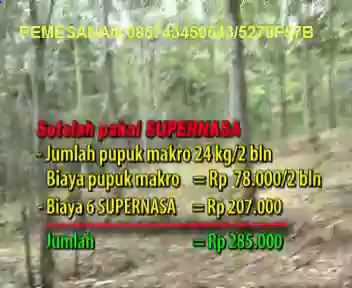 PEMESANAN 085743450643/5279F57B
Setelah pakai SUPERNASA
- Jumlah pupuk makro 24 kg/2 bln
Biaya pupuk makro = Rp 78.000/2 bln
- Biaya 6 SUPERNASA = Rp 207.000
Jumlah = Rp 285.000